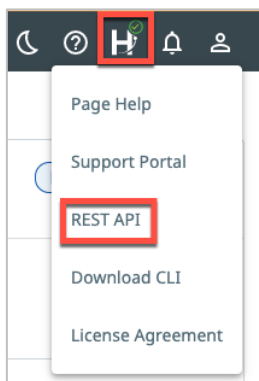 H
Page Help
Support Portal
REST API
Download CLI
License Agreement